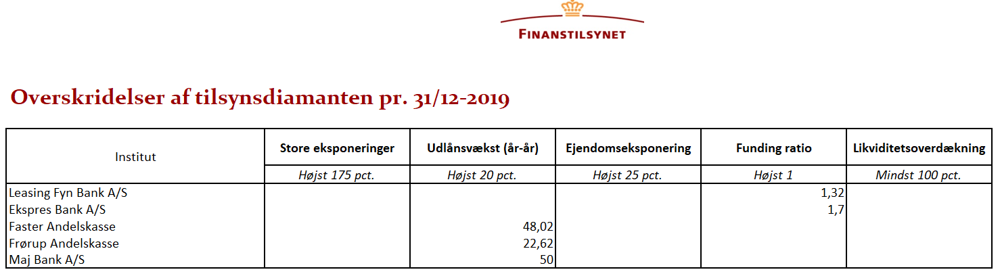 FINANSTILSYNET
Overskridelser af tilsynsdiamanten pr. 31/12-2019
Institut Store eksponeringer Udlånsvækst (år-år) Ejendomseksponering Funding ratio Likviditetsoverdækning
Højst 175 pct. Højst 20 pct. Højst 25 pct. Højst 1 Mindst 100 pct.
Leasing Fyn Bank A/S 1,32
Ekspres Bank A/S 1,7
Faster Andelskasse 48,02
Frørup Andelskasse 22,62
Maj Bank A/S 50